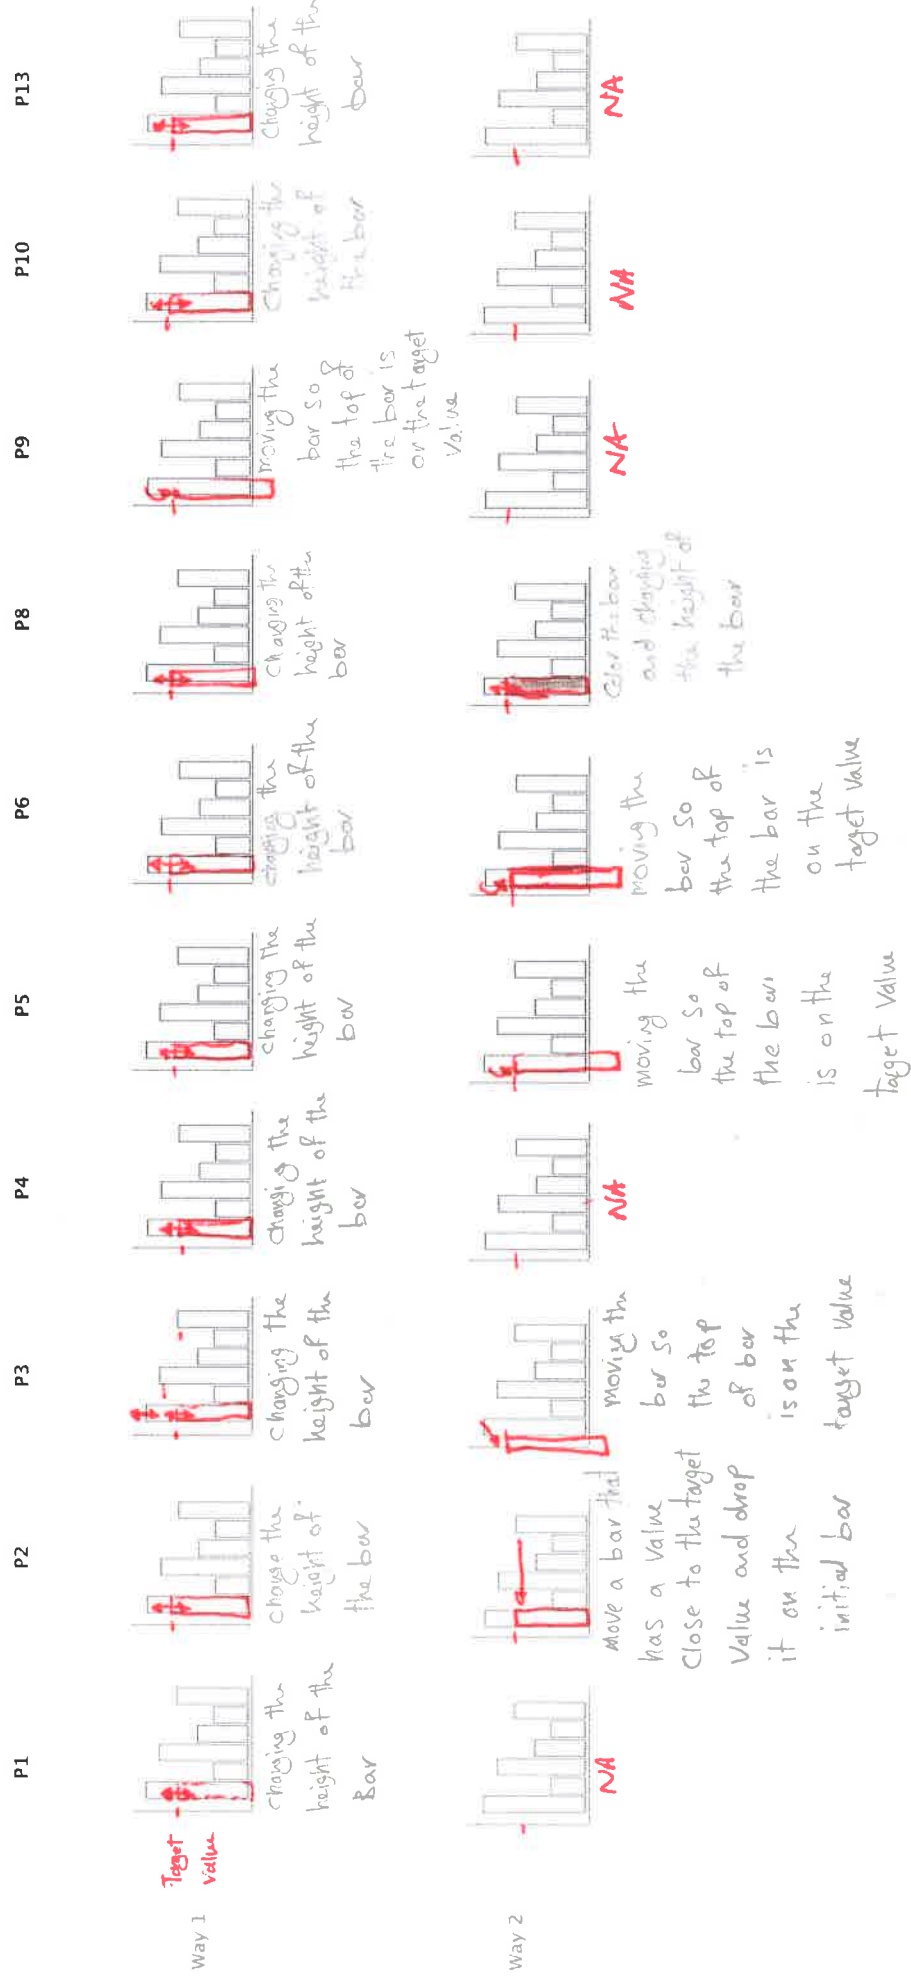 P1
P2
P3
P4
P5
P6
P8
P9
P10
P13
Target
value
Way 1
changing the
height of the
Bar
change the
height of
the bar
changing the
height of the
bar
changing the
height of the
bar
changing the
height of the
bar
changing the
height of the
bar
changing the
height of the
bar
moving the
bar so
the top of
the bar is
on the target
value
Changing the
height of
the bar
changing the
height of the
bar
Way 2
NA
move a bar that
has a value
close to the target
value and drop
it on the
initial bar
moving the
bar so
the top
of bar
is on the
target value
NA
moving the
bar so
the top of
the bar
is on the
target value
moving the
bar so
the top of
the bar is
on the
target value
Color the bar
and changing
the height of
the bar
NA
NA
NA